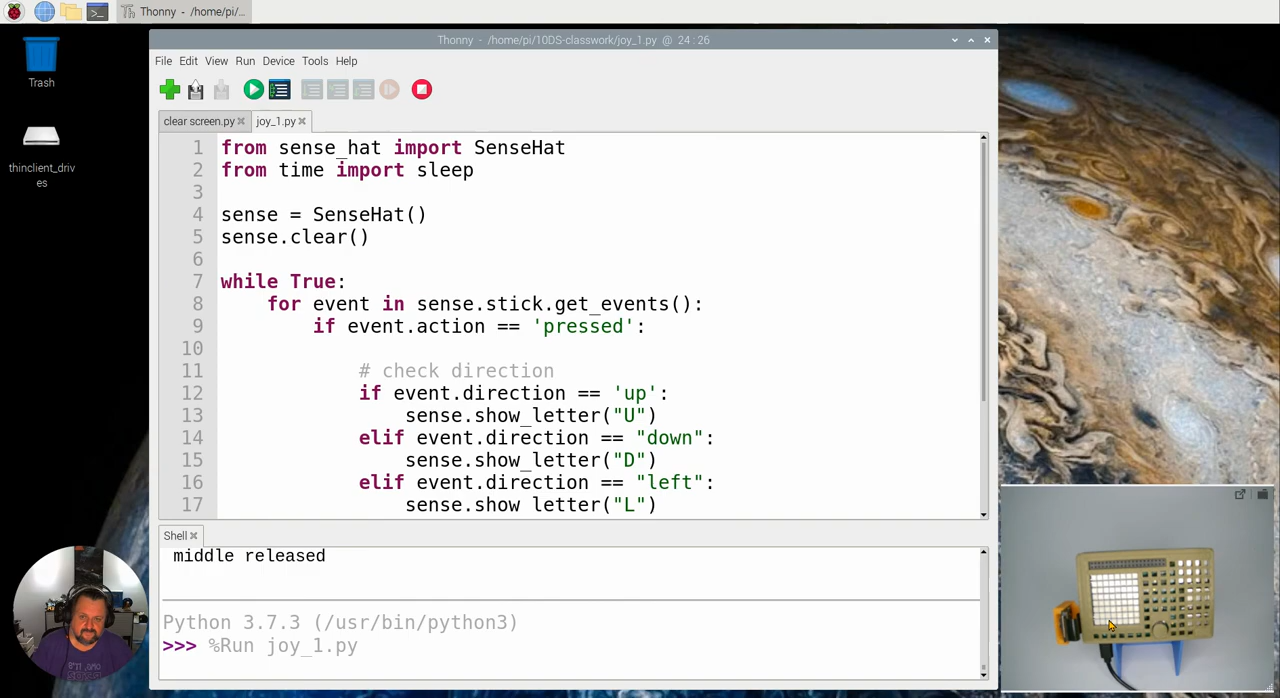 Thonny - /home/pi/...
Trash
thinclient_driv
es
Thonny - /home/pi/10DS-classwork/joy_1.py @ 24 : 26
File Edit View Run Device Tools Help
clear screen.py
joy_1.py
1 from sense_hat import SenseHat
2 from time import sleep
3
4 sense = SenseHat()
5 sense.clear()
6
7 while True:
8 for event in sense.stick.get_events():
9 if event.action == 'pressed':
10
11 # check direction
12 if event.direction == 'up':
13 sense.show_letter("U")
14 elif event.direction == "down":
15 sense.show_letter("D")
16 elif event.direction == "left":
17 sense.show_letter("L")
Shell
middle released
Python 3.7.3 (/usr/bin/python3)
>>> %Run joy_1.py